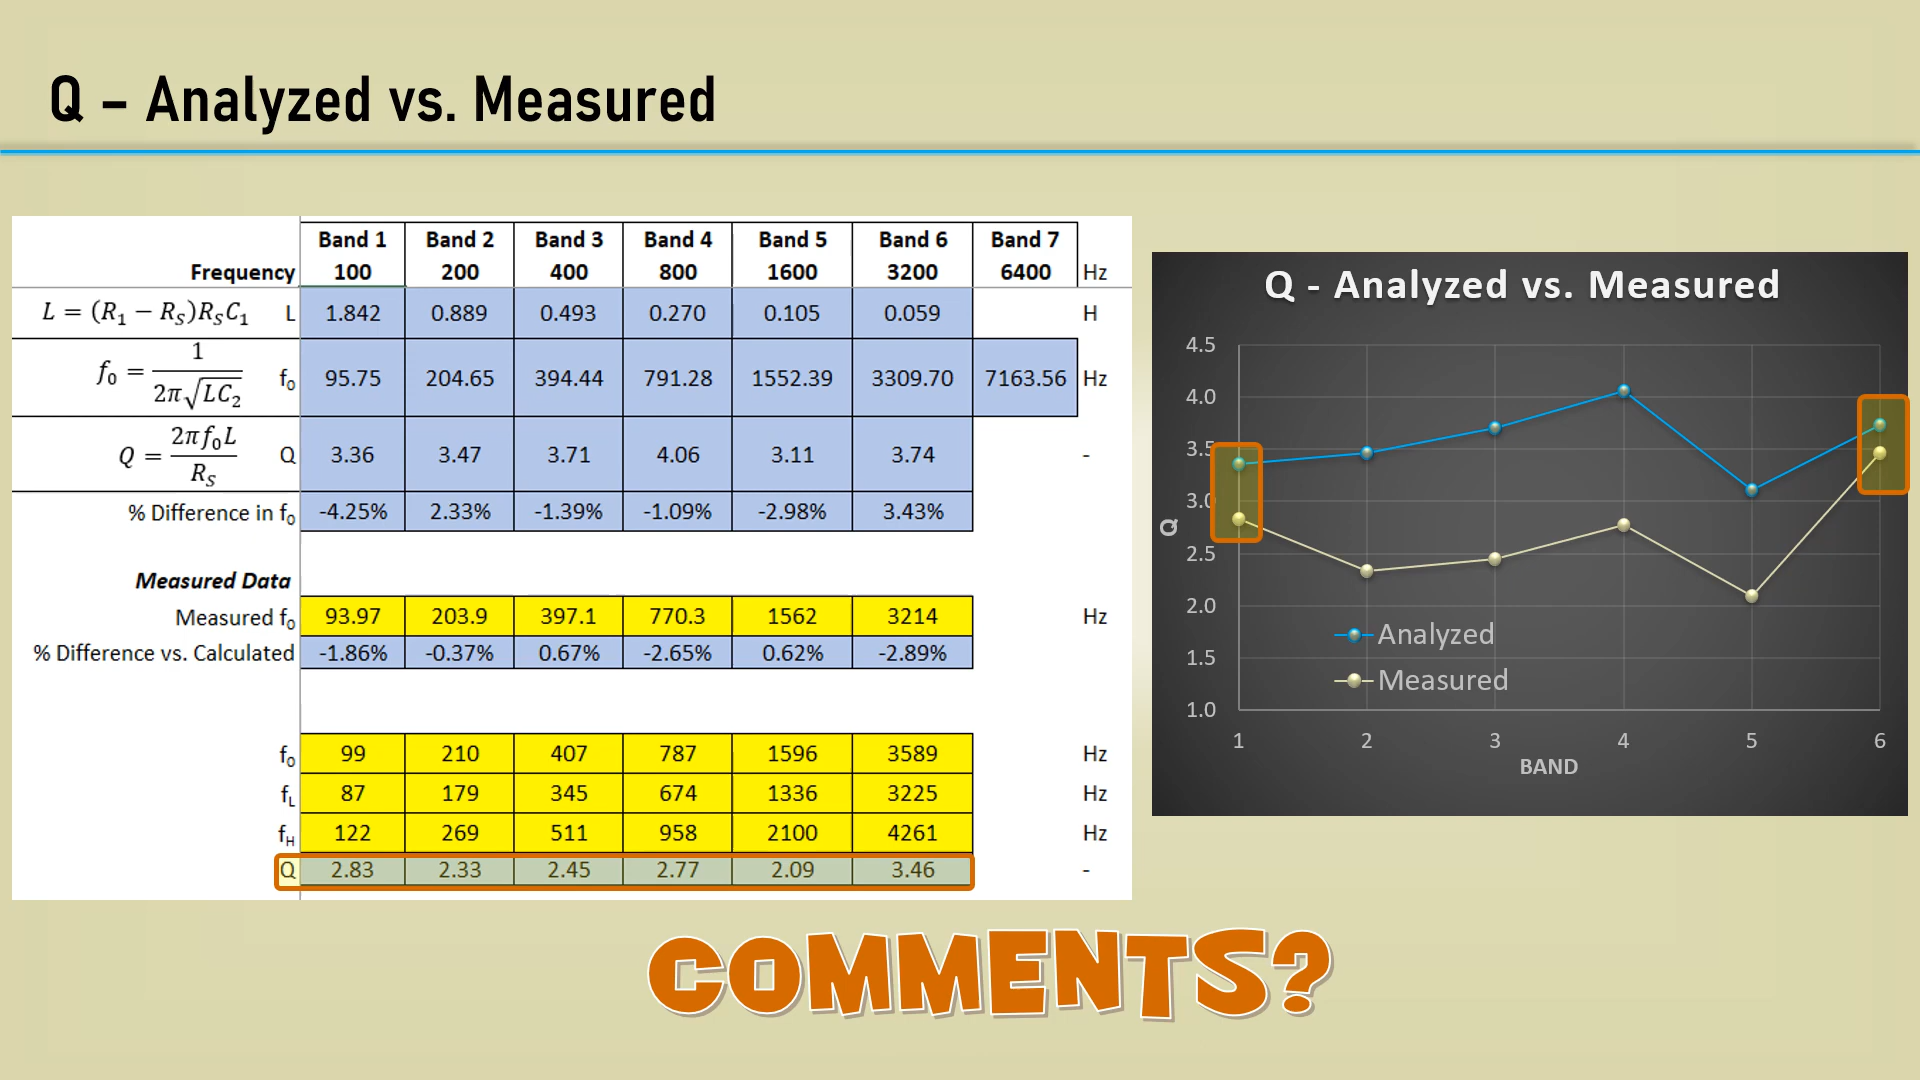 Q – Analyzed vs. Measured
Band 1 Band 2 Band 3 Band 4 Band 5 Band 6 Band 7
Frequency 100 200 400 800 1600 3200 6400 Hz
L = (R₁ − R_S)R_SC₁ L 1.842 0.889 0.493 0.270 0.105 0.059 H
f₀ = 1 / 2π√LC₂ f₀ 95.75 204.65 394.44 791.28 1552.39 3309.70 7163.56 Hz
Q = 2πf₀L / R_S Q 3.36 3.47 3.71 4.06 3.11 3.74 -
% Difference in f₀ -4.25% 2.33% -1.39% -1.09% -2.98% 3.43%
Measured Data
Measured f₀ 93.97 203.9 397.1 770.3 1562 3214 Hz
% Difference vs. Calculated -1.86% -0.37% 0.67% -2.65% 0.62% -2.89%
f₀ 99 210 407 787 1596 3589 Hz
f_L 87 179 345 674 1336 3225 Hz
f_H 122 269 511 958 2100 4261 Hz
Q 2.83 2.33 2.45 2.77 2.09 3.46 -
Q - Analyzed vs. Measured
4.5
4.0
3.5
3.0
2.5
2.0
1.5
1.0
Q
Analyzed
Measured
1 2 3 4 5 6
BAND
COMMENTS?